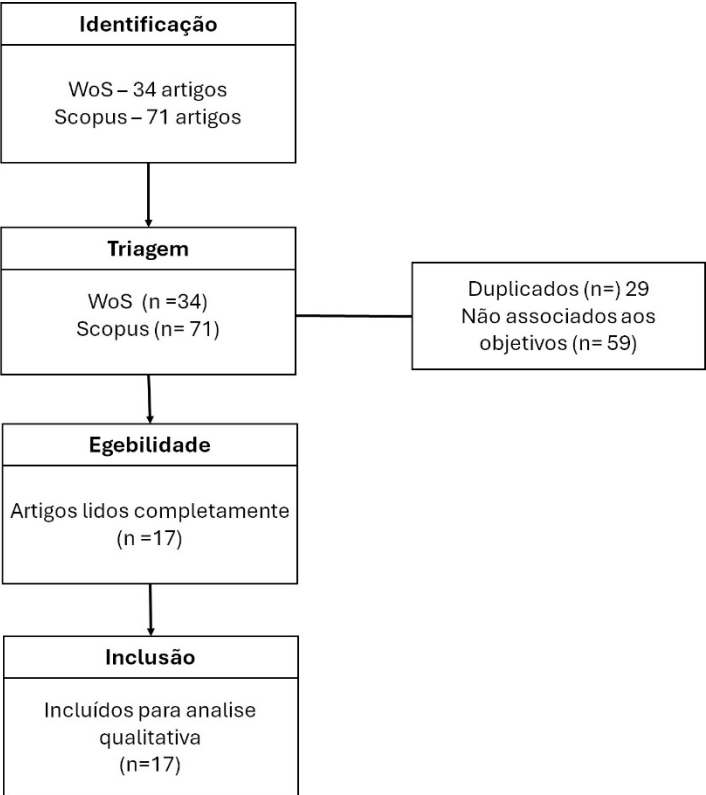 Identificação
WoS – 34 artigos
Scopus – 71 artigos
Triagem
WoS (n =34)
Scopus (n= 71)
Duplicados (n=) 29
Não associados aos
objetivos (n= 59)
Egebilidade
Artigos lidos completamente
(n =17)
Inclusão
Incluídos para analise
qualitativa
(n=17)